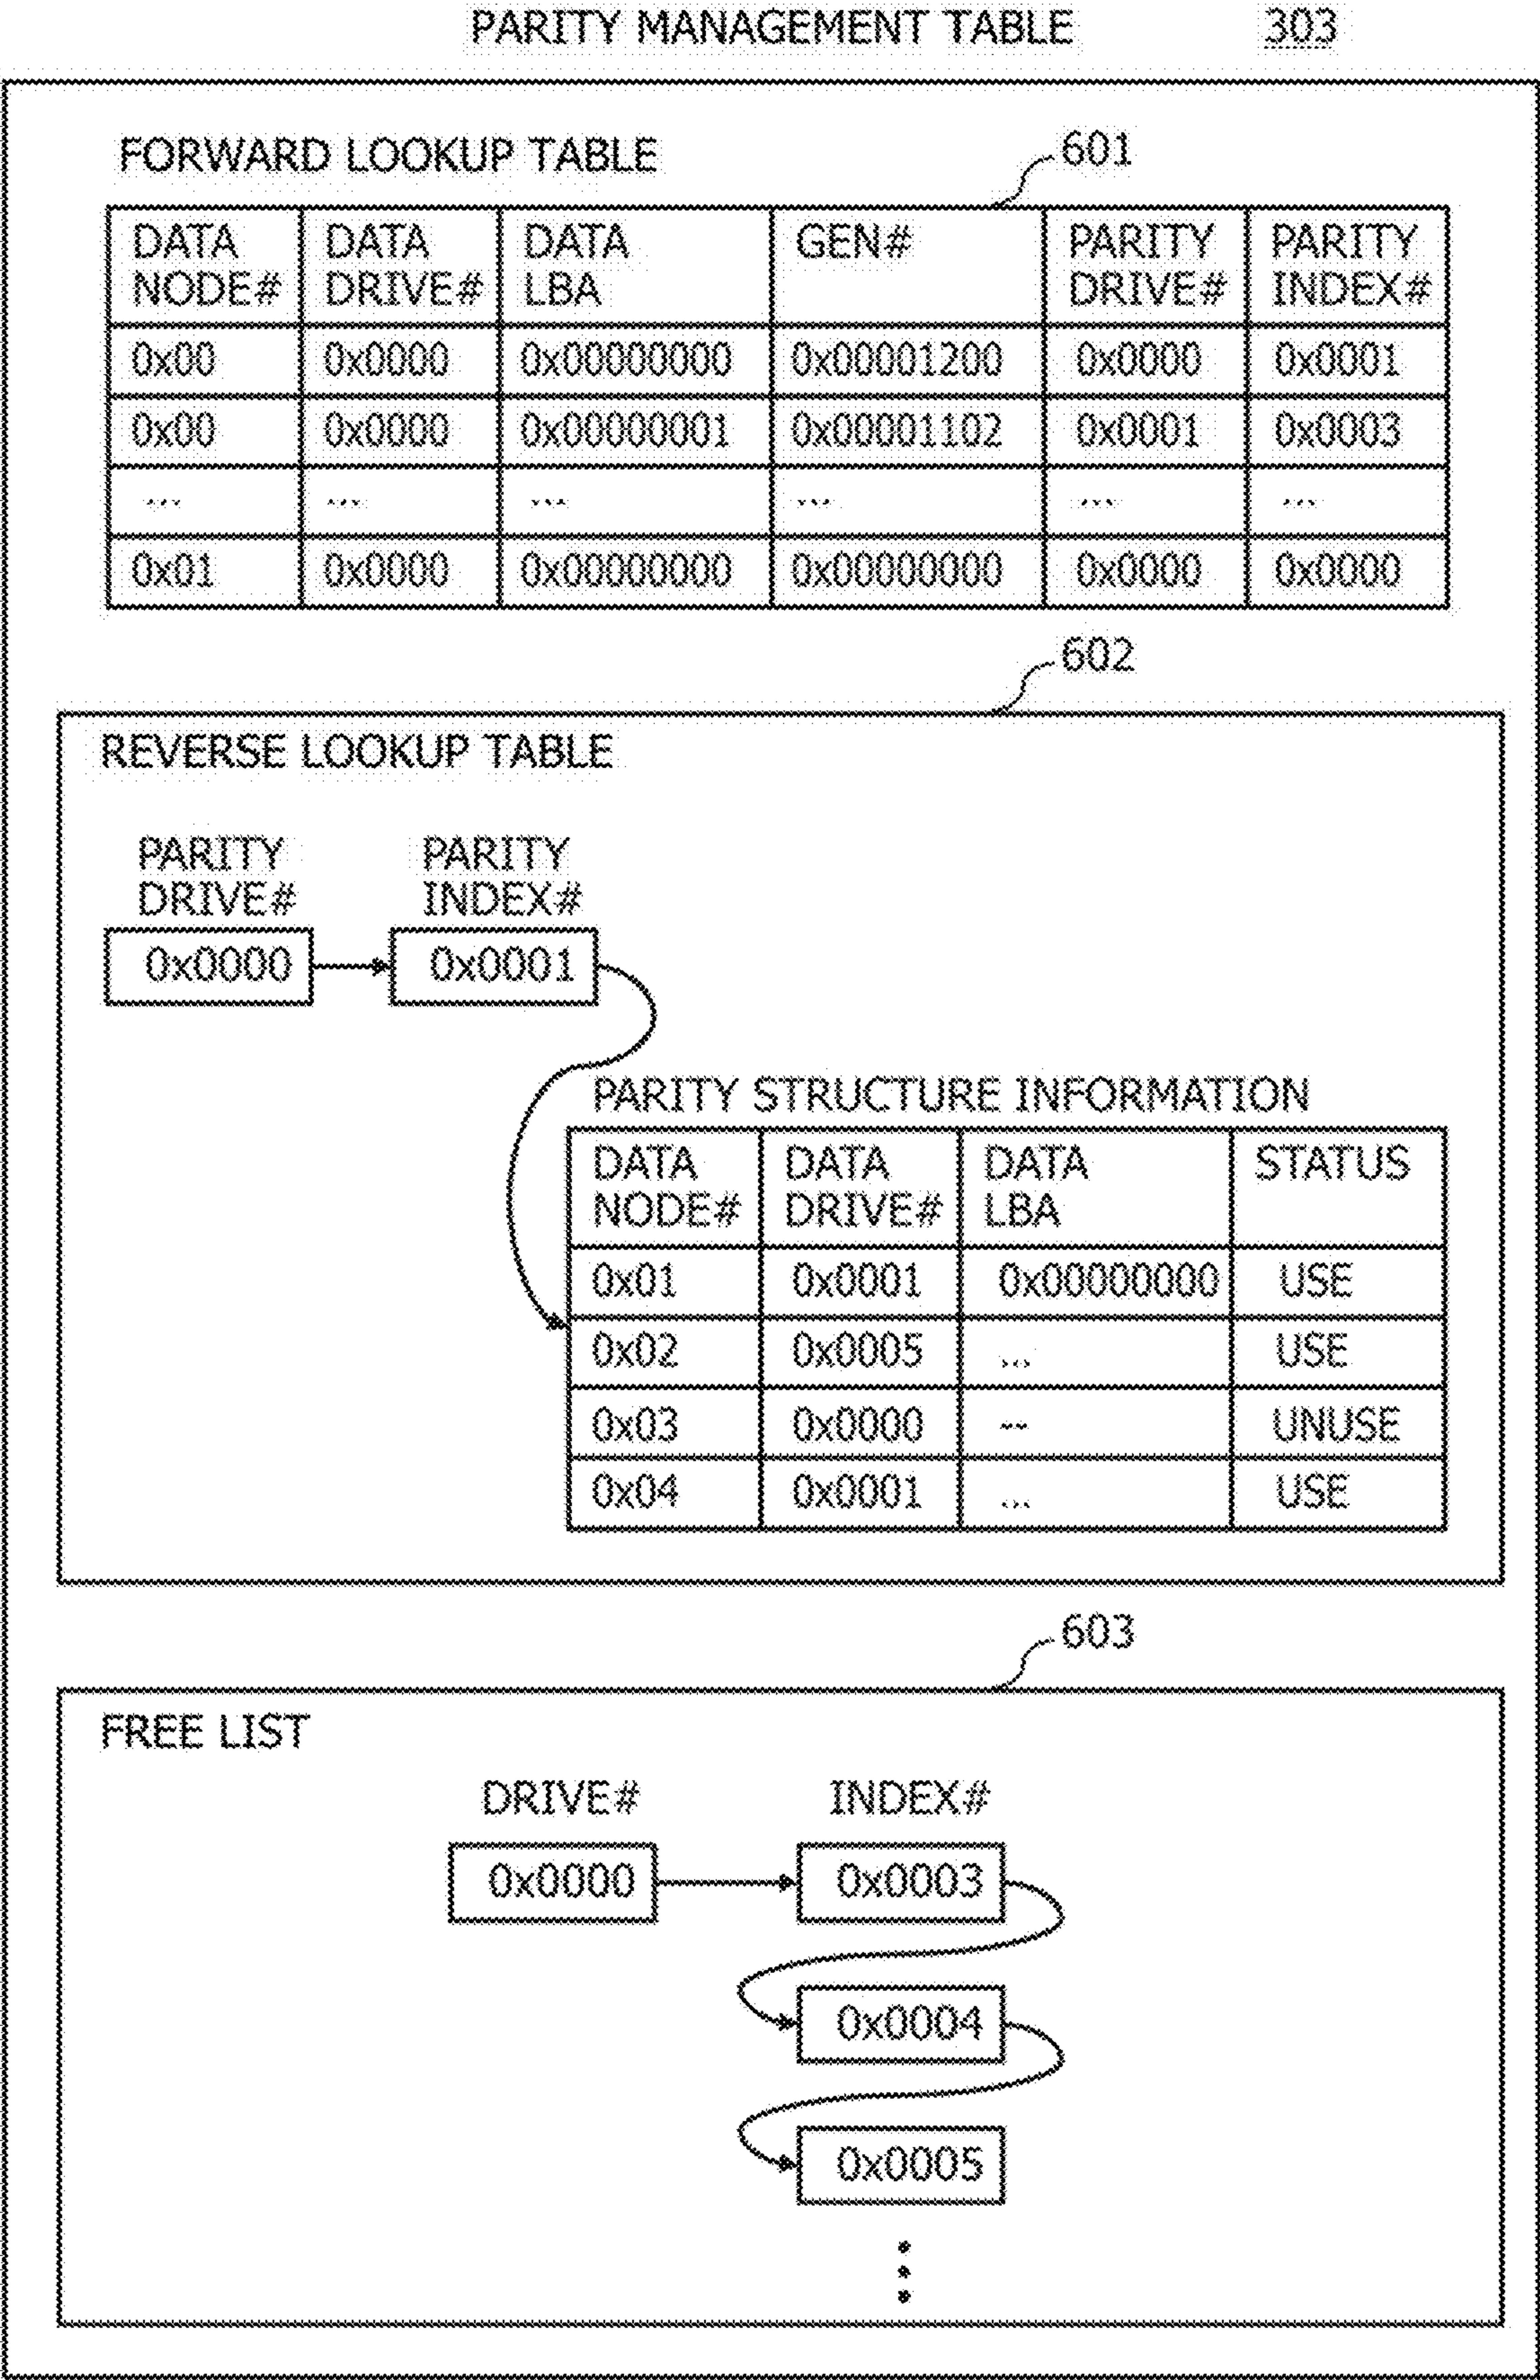 PARITY MANAGEMENT TABLE 303
FORWARD LOOKUP TABLE
601
DATA NODE# DATA DRIVE# DATA LBA GEN# PARITY DRIVE# PARITY INDEX#
0x00 0x0000 0x00000000 0x00001200 0x0000 0x0001
0x00 0x0000 0x00000001 0x00001102 0x0001 0x0003
... ... ... ... ... ...
0x01 0x0000 0x00000000 0x00000000 0x0000 0x0000
602
REVERSE LOOKUP TABLE
PARITY DRIVE# PARITY INDEX#
0x0000 0x0001
PARITY STRUCTURE INFORMATION
DATA NODE# DATA DRIVE# DATA LBA STATUS
0x01 0x0001 0x00000000 USE
0x02 0x0005 ... USE
0x03 0x0000 -- UNUSE
0x04 0x0001 ... USE
603
FREE LIST
DRIVE# INDEX#
0x0000 0x0003
0x0004
0x0005